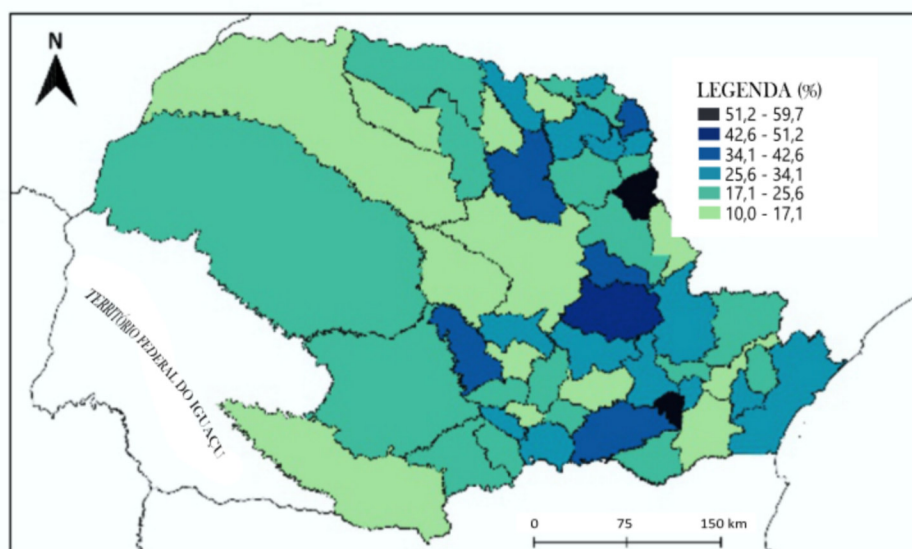 N
LEGENDA (%)
51,2 - 59,7
42,6 - 51,2
34,1 - 42,6
25,6 - 34,1
17,1 - 25,6
10,0 - 17,1
TERRITÓRIO FEDERAL DO IGUAÇU
0 75 150 km